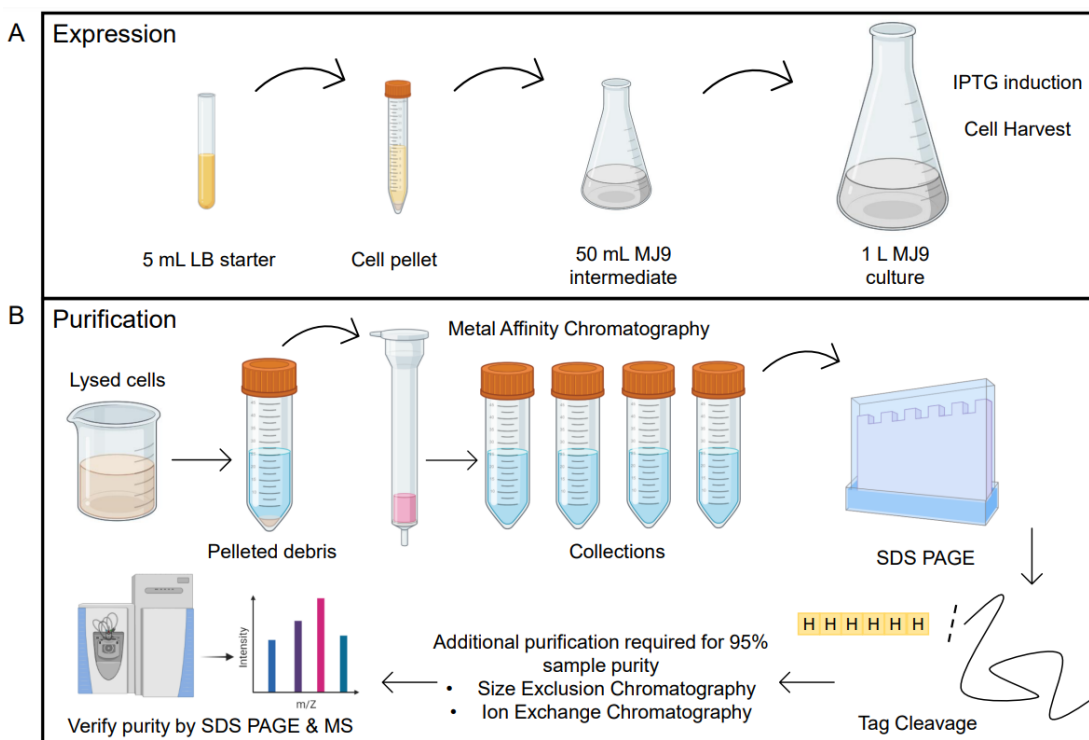 A
Expression
IPTG induction
Cell Harvest
5 mL LB starter
Cell pellet
50 mL MJ9
intermediate
1 L MJ9
culture
B
Purification
Metal Affinity Chromatography
Lysed cells
Pelleted debris
Collections
SDS PAGE
H H H H H H
Tag Cleavage
Additional purification required for 95%
sample purity
• Size Exclusion Chromatography
• Ion Exchange Chromatography
Intensity
m/Z
Verify purity by SDS PAGE & MS